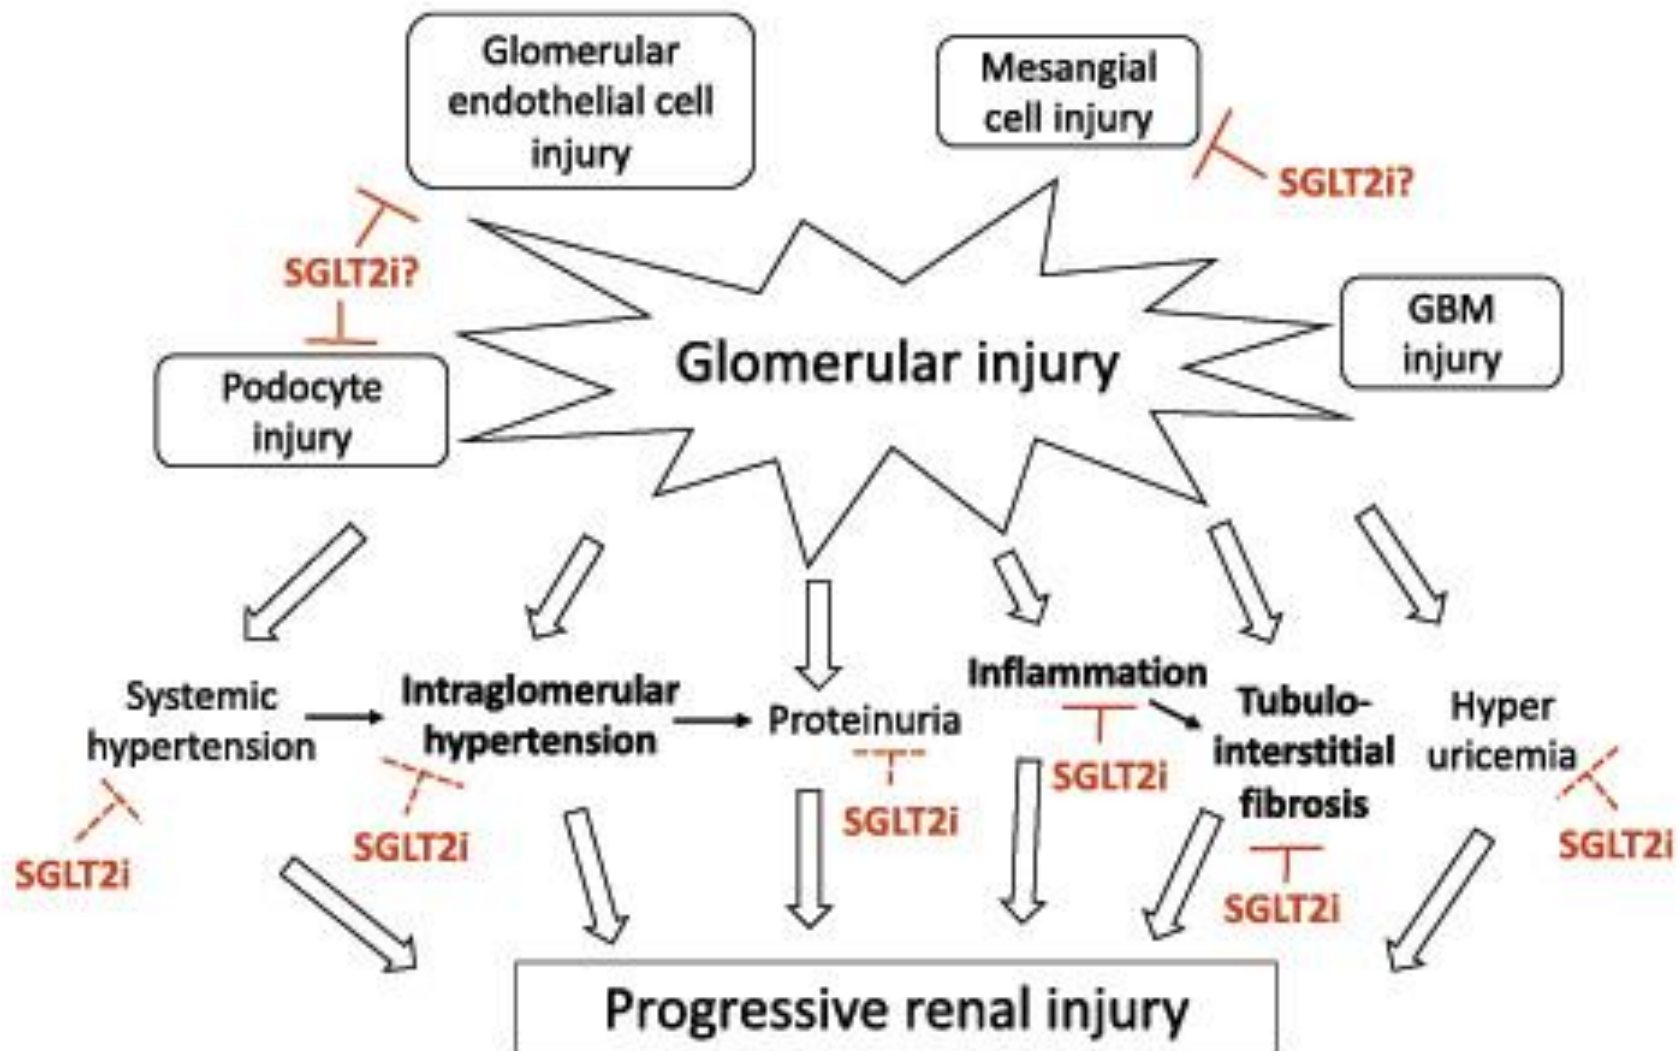 Glomerular
endothelial cell
injury
Mesangial
cell injury
SGLT2i?
SGLT2i?
GBM
injury
Glomerular injury
Podocyte
injury
Systemic
hypertension
Intraglomerular
hypertension
Proteinuria
Inflammation
Tubulo-
interstitial
fibrosis
Hyper
uricemia
SGLT2i
SGLT2i
SGLT2i
SGLT2i
SGLT2i
SGLT2i
Progressive renal injury